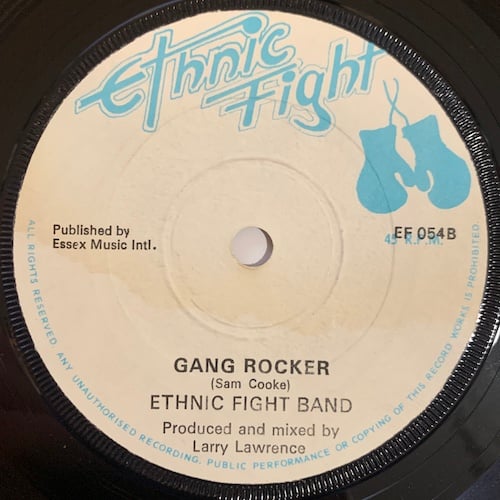 Ethnic
Fight
Published by
Essex Music Intl.
EF 054B
45 R.P.M.
GANG ROCKER
(Sam Cooke)
ETHNIC FIGHT BAND
Produced and mixed by
Larry Lawrence
ALL RIGHTS RESERVED. ANY UNAUTHORISED RECORDING, PUBLIC PERFORMANCE OR COPYING OF THIS RECORD WORKS IS PROHIBITED